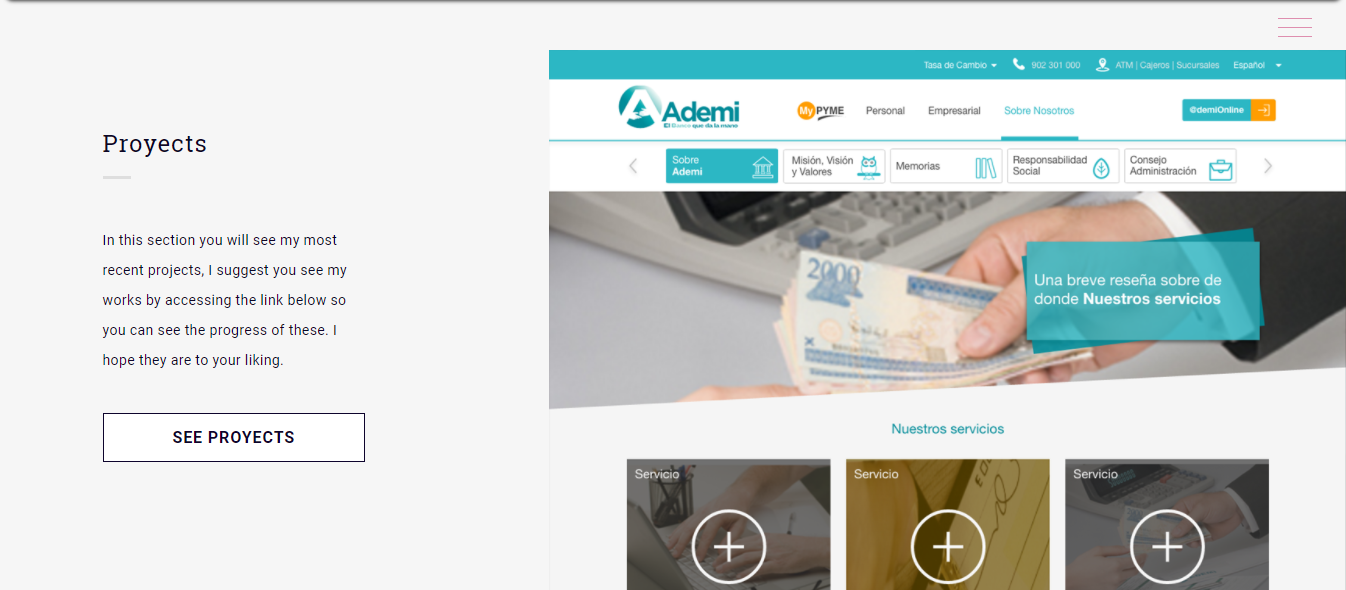 Proyects
In this section you will see my most
recent projects, I suggest you see my
works by accessing the link below so
you can see the progress of these. I
hope they are to your liking.
SEE PROYECTS
Tasa de Cambio
902 301 000
ATM | Cajeros | Sucursales
Español
Ademi
El Banco que da la mano
MyPYME
Personal
Empresarial
Sobre Nosotros
@demiOnline
Sobre
Ademi
Misión, Visión
y Valores
Memorias
Responsabilidad
Social
Consejo
Administración
2000
Una breve reseña sobre de
donde Nuestros servicios
Nuestros servicios
Servicio
Servicio
Servicio